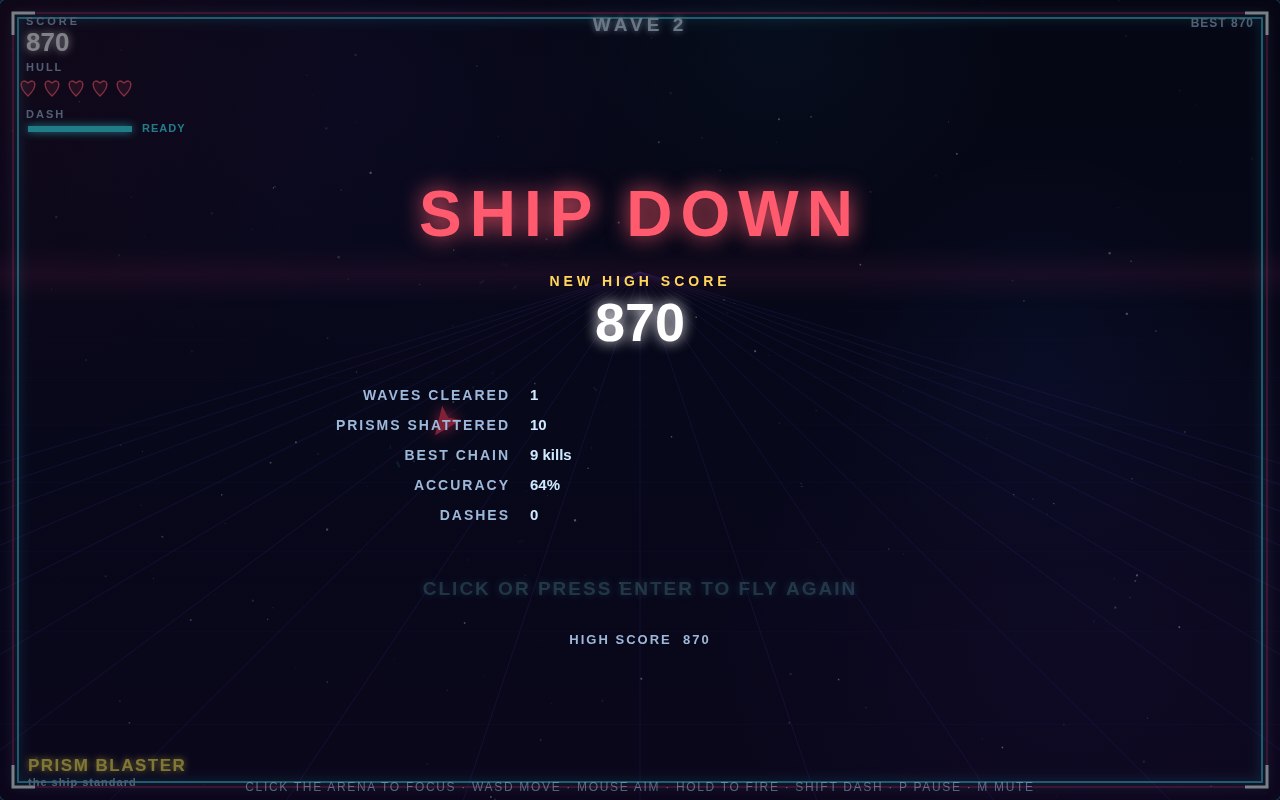 SCORE
870
WAVE 2
BEST 870
HULL
DASH
READY
SHIP DOWN
NEW HIGH SCORE
870
WAVES CLEARED 1
PRISMS SHATTERED 10
BEST CHAIN 9 kills
ACCURACY 64%
DASHES 0
CLICK OR PRESS ENTER TO FLY AGAIN
HIGH SCORE 870
PRISM BLASTER
the ship standard
CLICK THE ARENA TO FOCUS · WASD MOVE · MOUSE AIM · HOLD TO FIRE · SHIFT DASH · P PAUSE · M MUTE